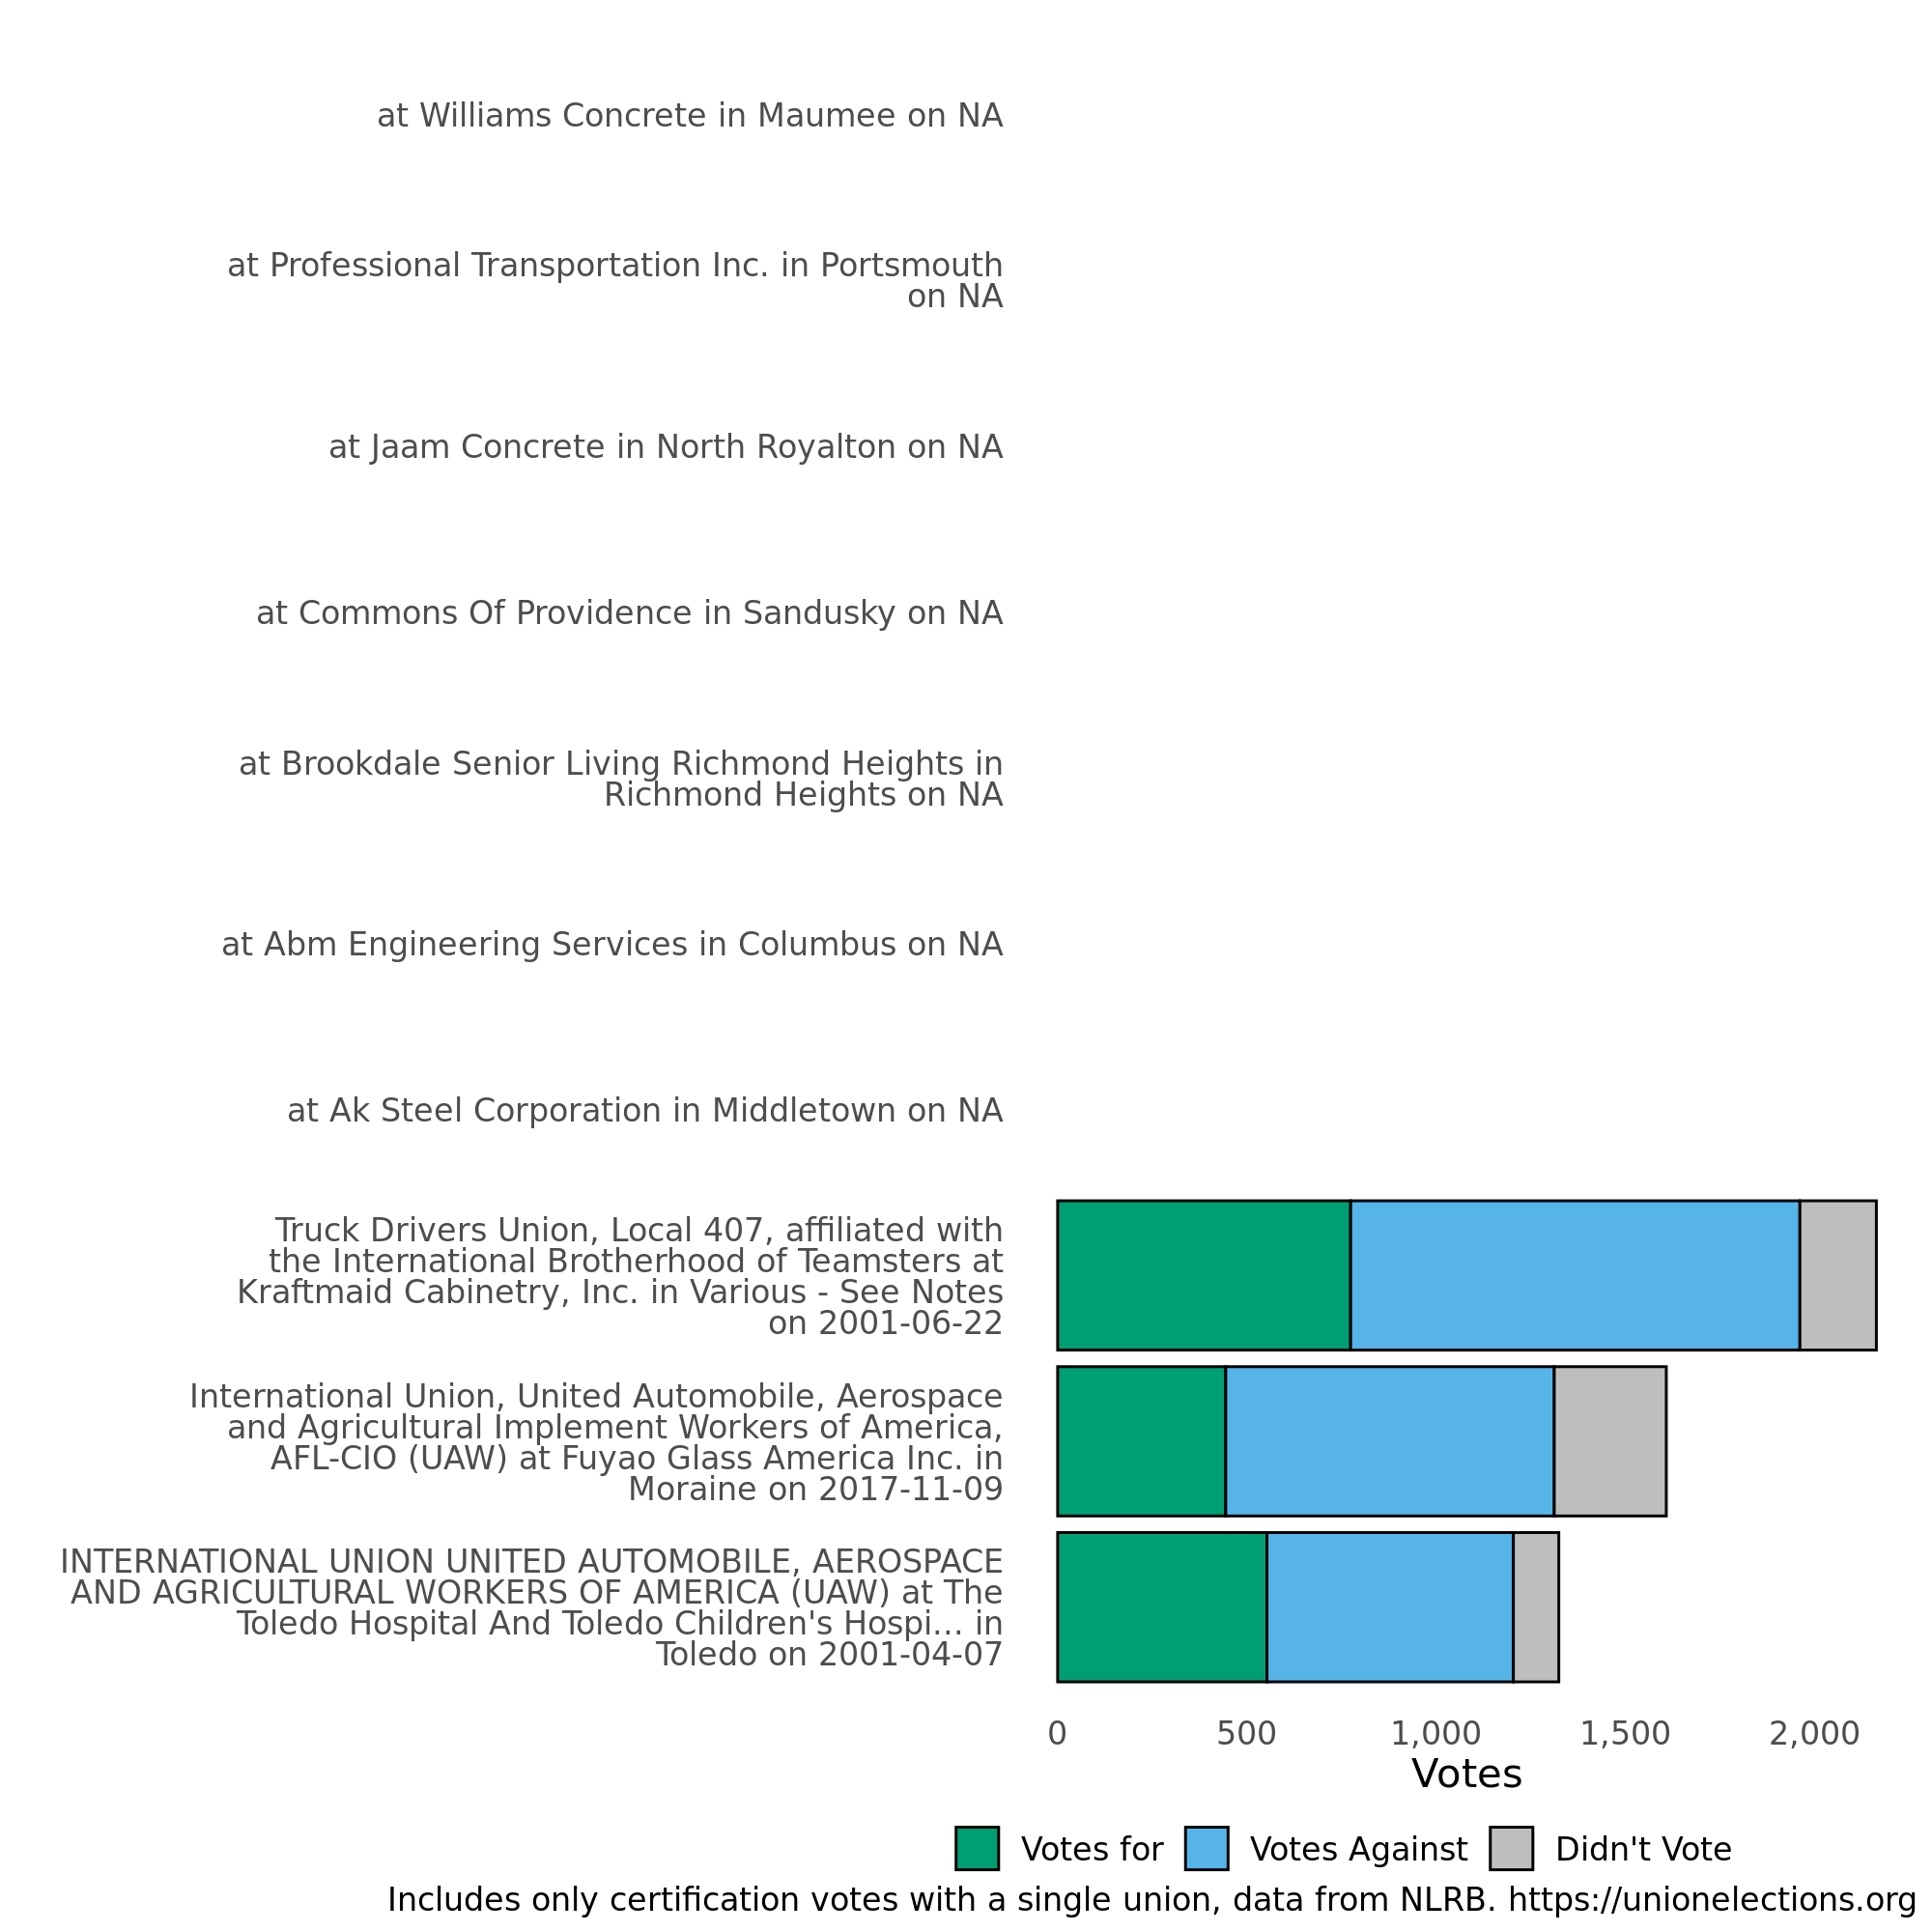 at Williams Concrete in Maumee on NA
at Professional Transportation Inc. in Portsmouth
on NA
at Jaam Concrete in North Royalton on NA
at Commons Of Providence in Sandusky on NA
at Brookdale Senior Living Richmond Heights in
Richmond Heights on NA
at Abm Engineering Services in Columbus on NA
at Ak Steel Corporation in Middletown on NA
Truck Drivers Union, Local 407, affiliated with
the International Brotherhood of Teamsters at
Kraftmaid Cabinetry, Inc. in Various - See Notes
on 2001-06-22
International Union, United Automobile, Aerospace
and Agricultural Implement Workers of America,
AFL-CIO (UAW) at Fuyao Glass America Inc. in
Moraine on 2017-11-09
INTERNATIONAL UNION UNITED AUTOMOBILE, AEROSPACE
AND AGRICULTURAL WORKERS OF AMERICA (UAW) at The
Toledo Hospital And Toledo Children's Hospi... in
Toledo on 2001-04-07
0 500 1,000 1,500 2,000
Votes
Votes for Votes Against Didn't Vote
Includes only certification votes with a single union, data from NLRB. https://unionelections.org